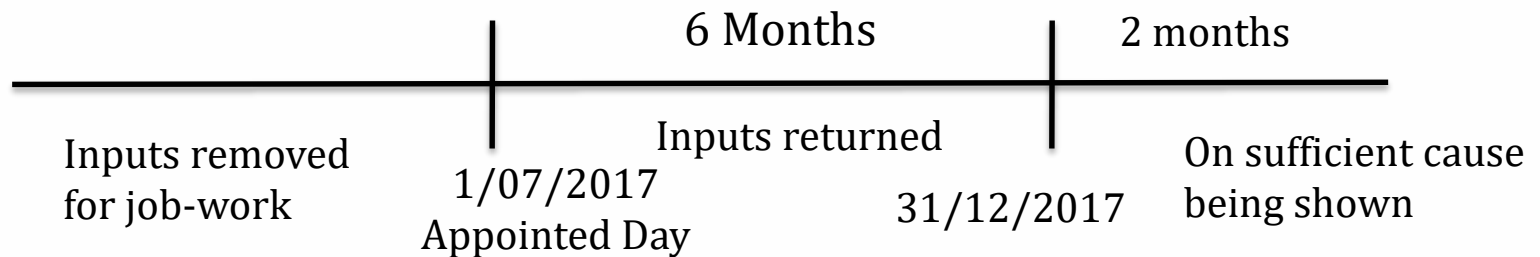 6 Months
2 months
Inputs removed
for job-work
1/07/2017
Appointed Day
Inputs returned
31/12/2017
On sufficient cause
being shown